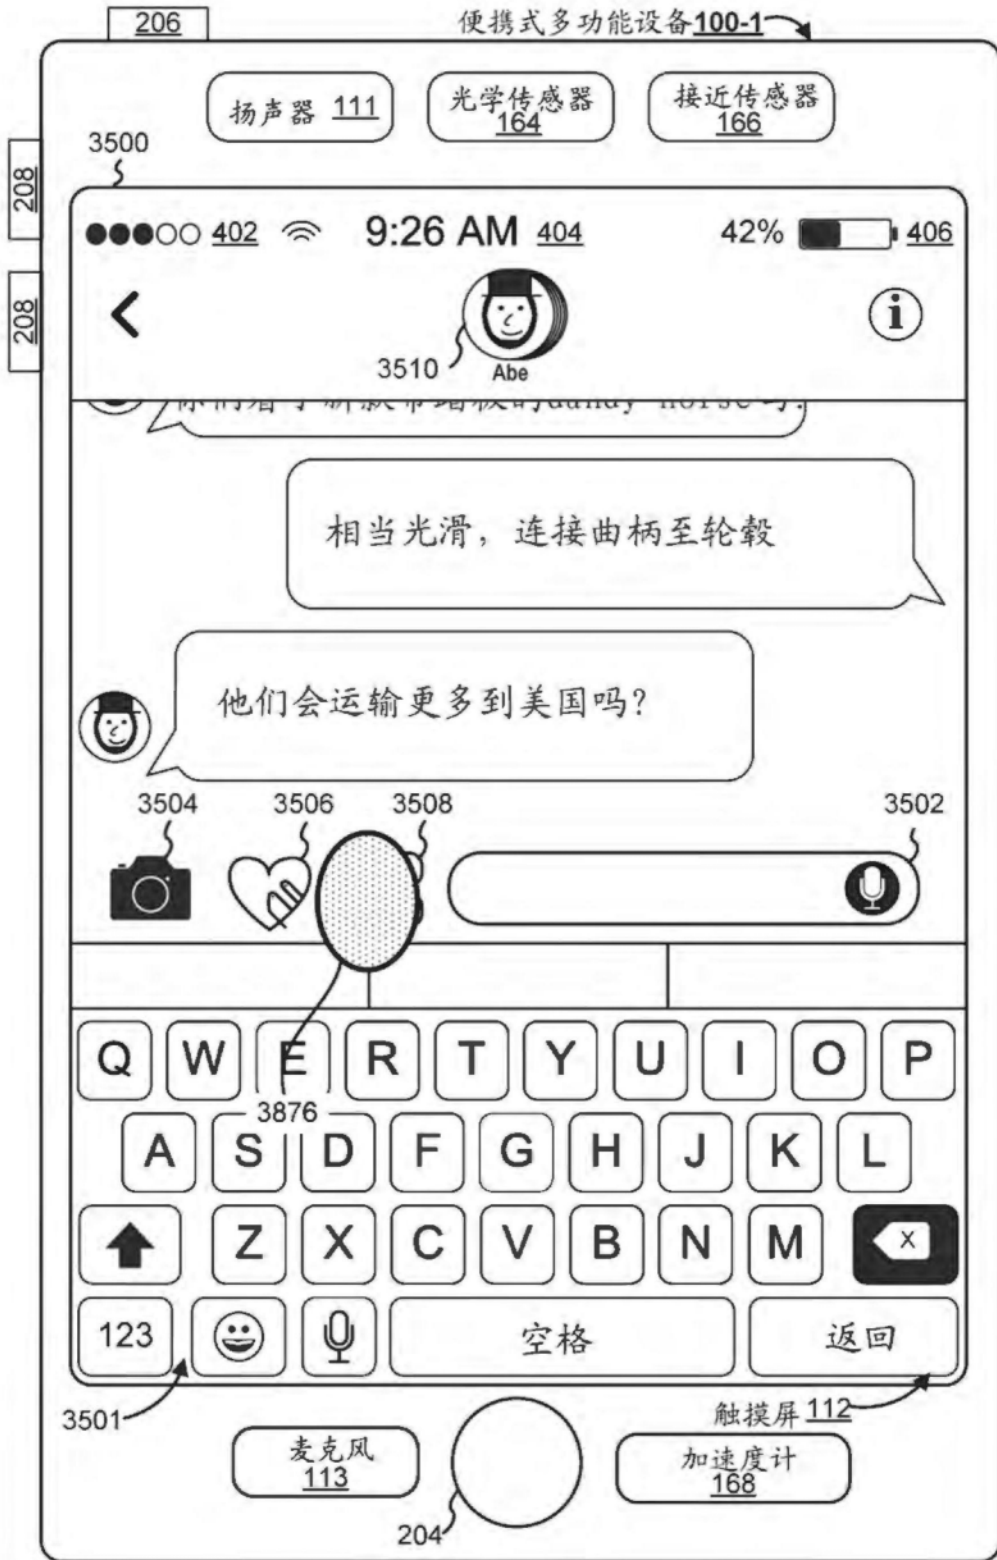 206
便携式多功能设备100-1
扬声器 111
光学传感器
164
接近传感器
166
3500
208
402 9:26 AM 404 42% 406
208
3510
Abe
dandy horse
相当光滑，连接曲柄至轮毂
他们会运输更多到美国吗？
3504 3506 3508 3502
Q W E R T Y U I O P
3876
A S D F G H J K L
Z X C V B N M X
123 空格 返回
3501
触摸屏 112
麦克风
113
加速度计
168
204